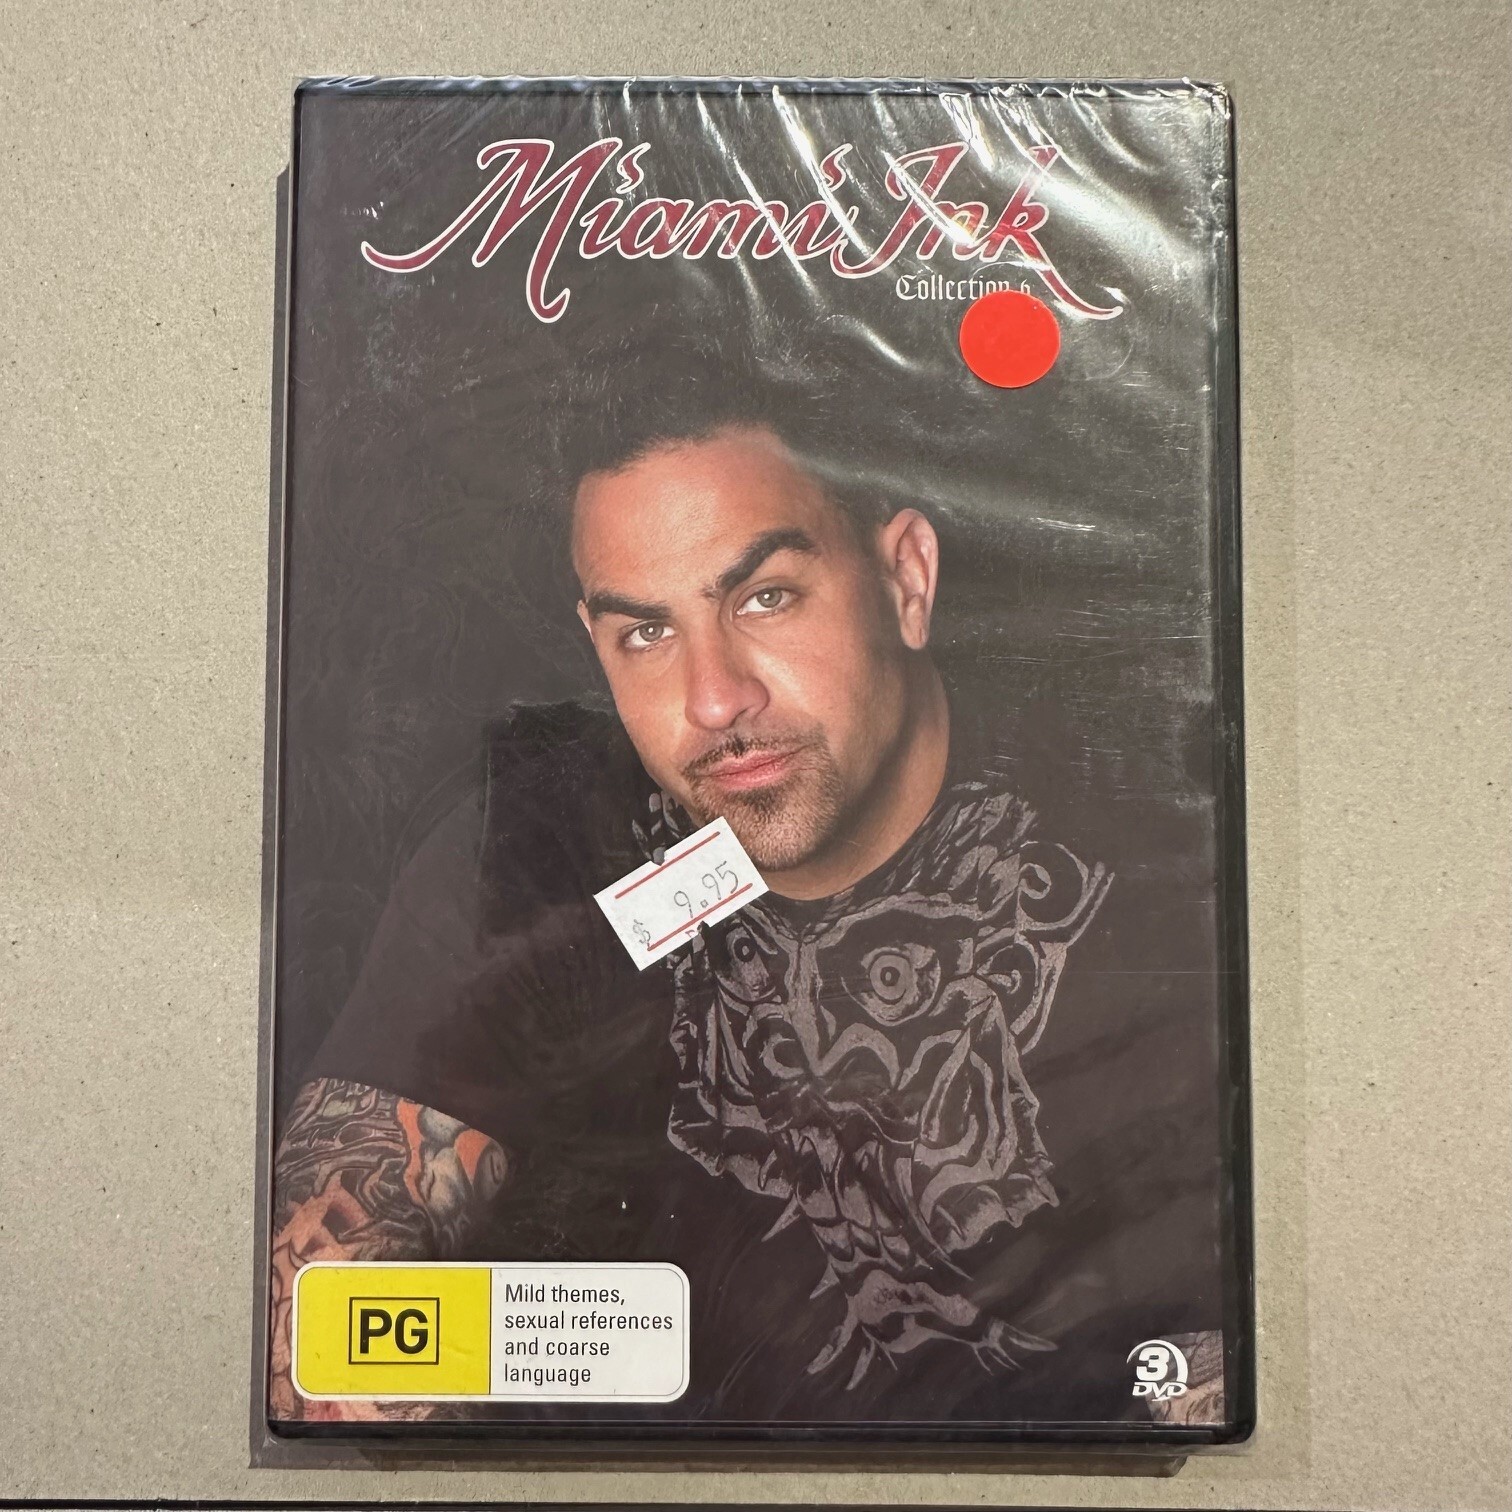 Miami Ink
Collection 6
$ 9.95
PG
Mild themes,
sexual references
and coarse
language
3
DVD